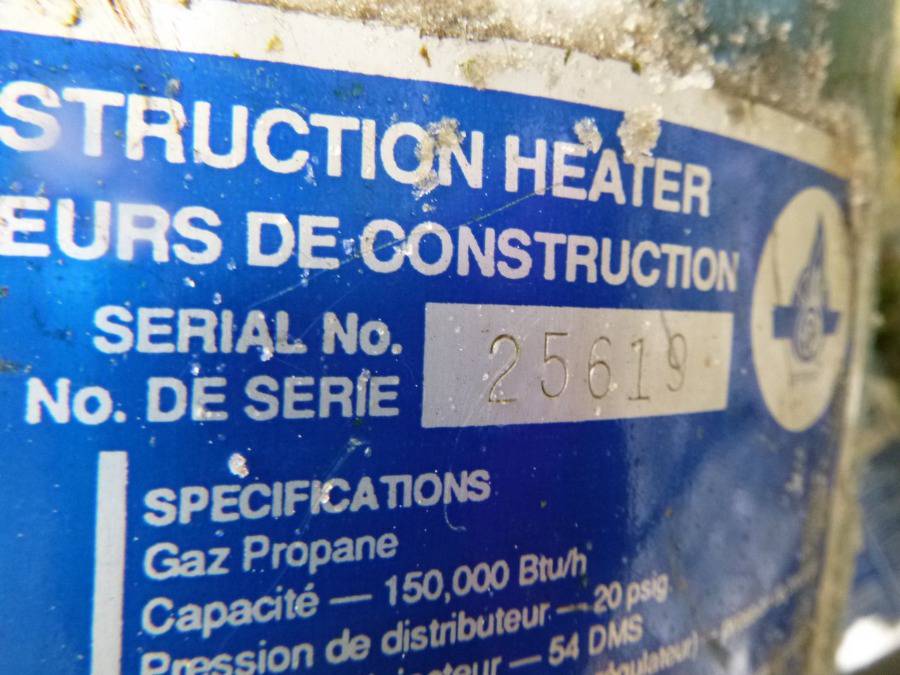 STRUCTION HEATER
EURS DE CONSTRUCTION
SERIAL No.
No. DE SERIE
25619
SPECIFICATIONS
Gaz Propane
Capacité — 150,000 Btu/h
Pression de distributeur — 20 psig
— 54 DMS